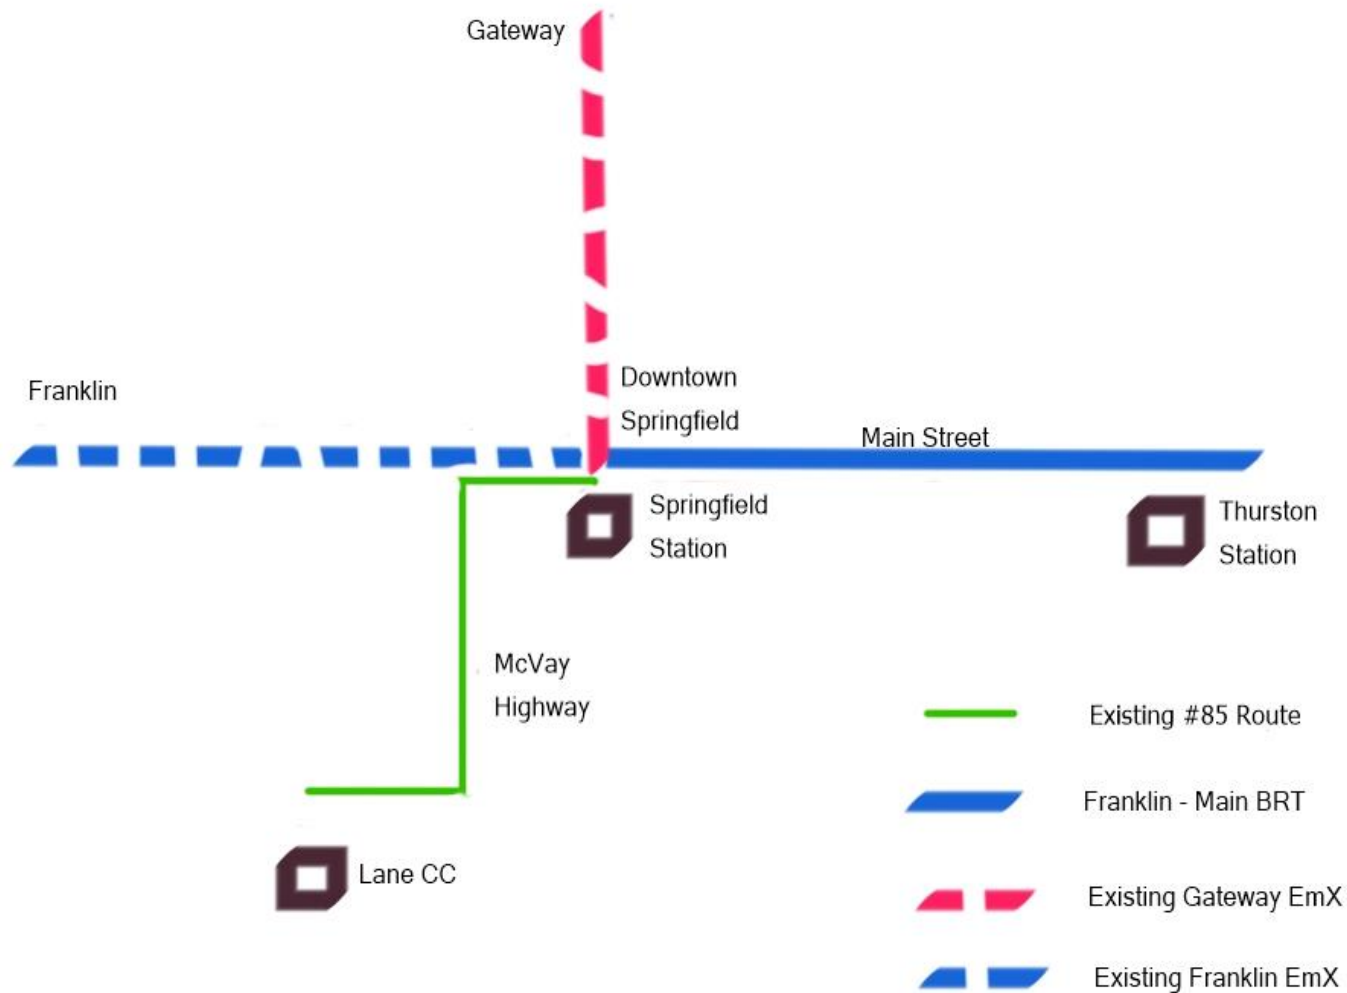 Gateway
Franklin
Downtown
Springfield
Main Street
Springfield
Station
Thurston
Station
McVay
Highway
Existing #85 Route
Franklin - Main BRT
Lane CC
Existing Gateway EmX
Existing Franklin EmX